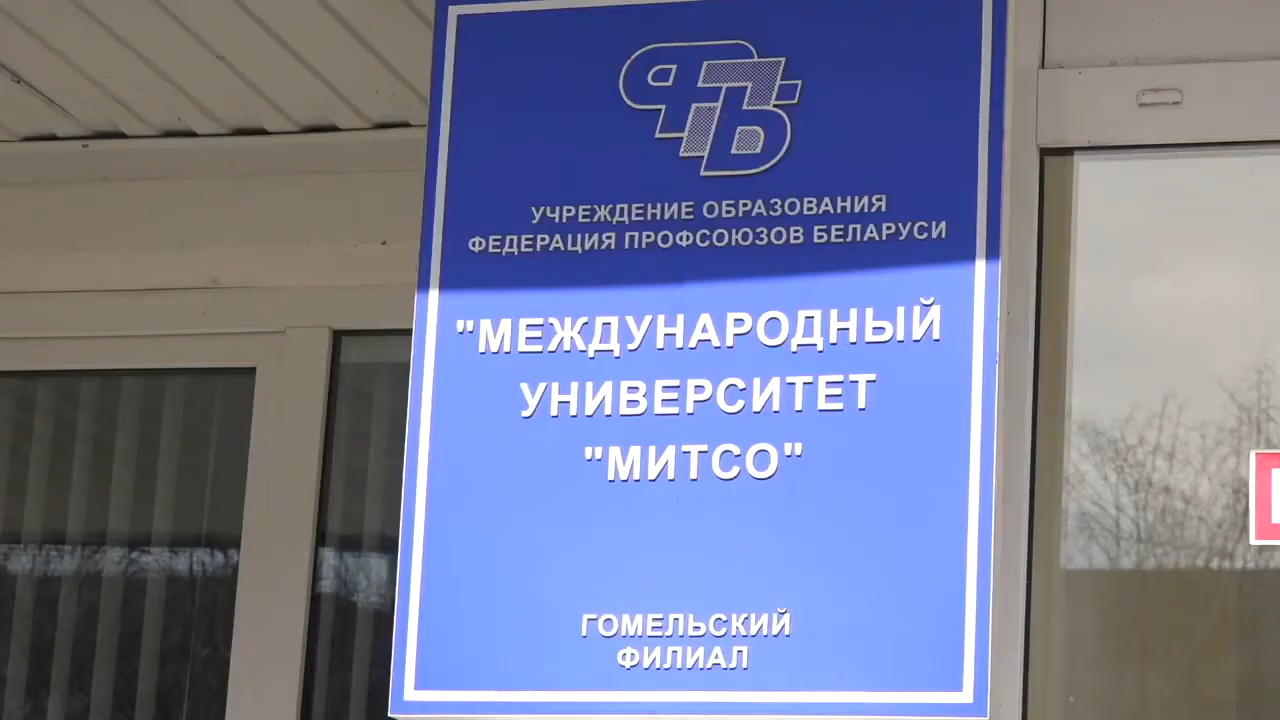 ФПБ
УЧРЕЖДЕНИЕ ОБРАЗОВАНИЯ
ФЕДЕРАЦИЯ ПРОФСОЮЗОВ БЕЛАРУСИ
"МЕЖДУНАРОДНЫЙ
УНИВЕРСИТЕТ
"МИТСО"
ГОМЕЛЬСКИЙ
ФИЛИАЛ